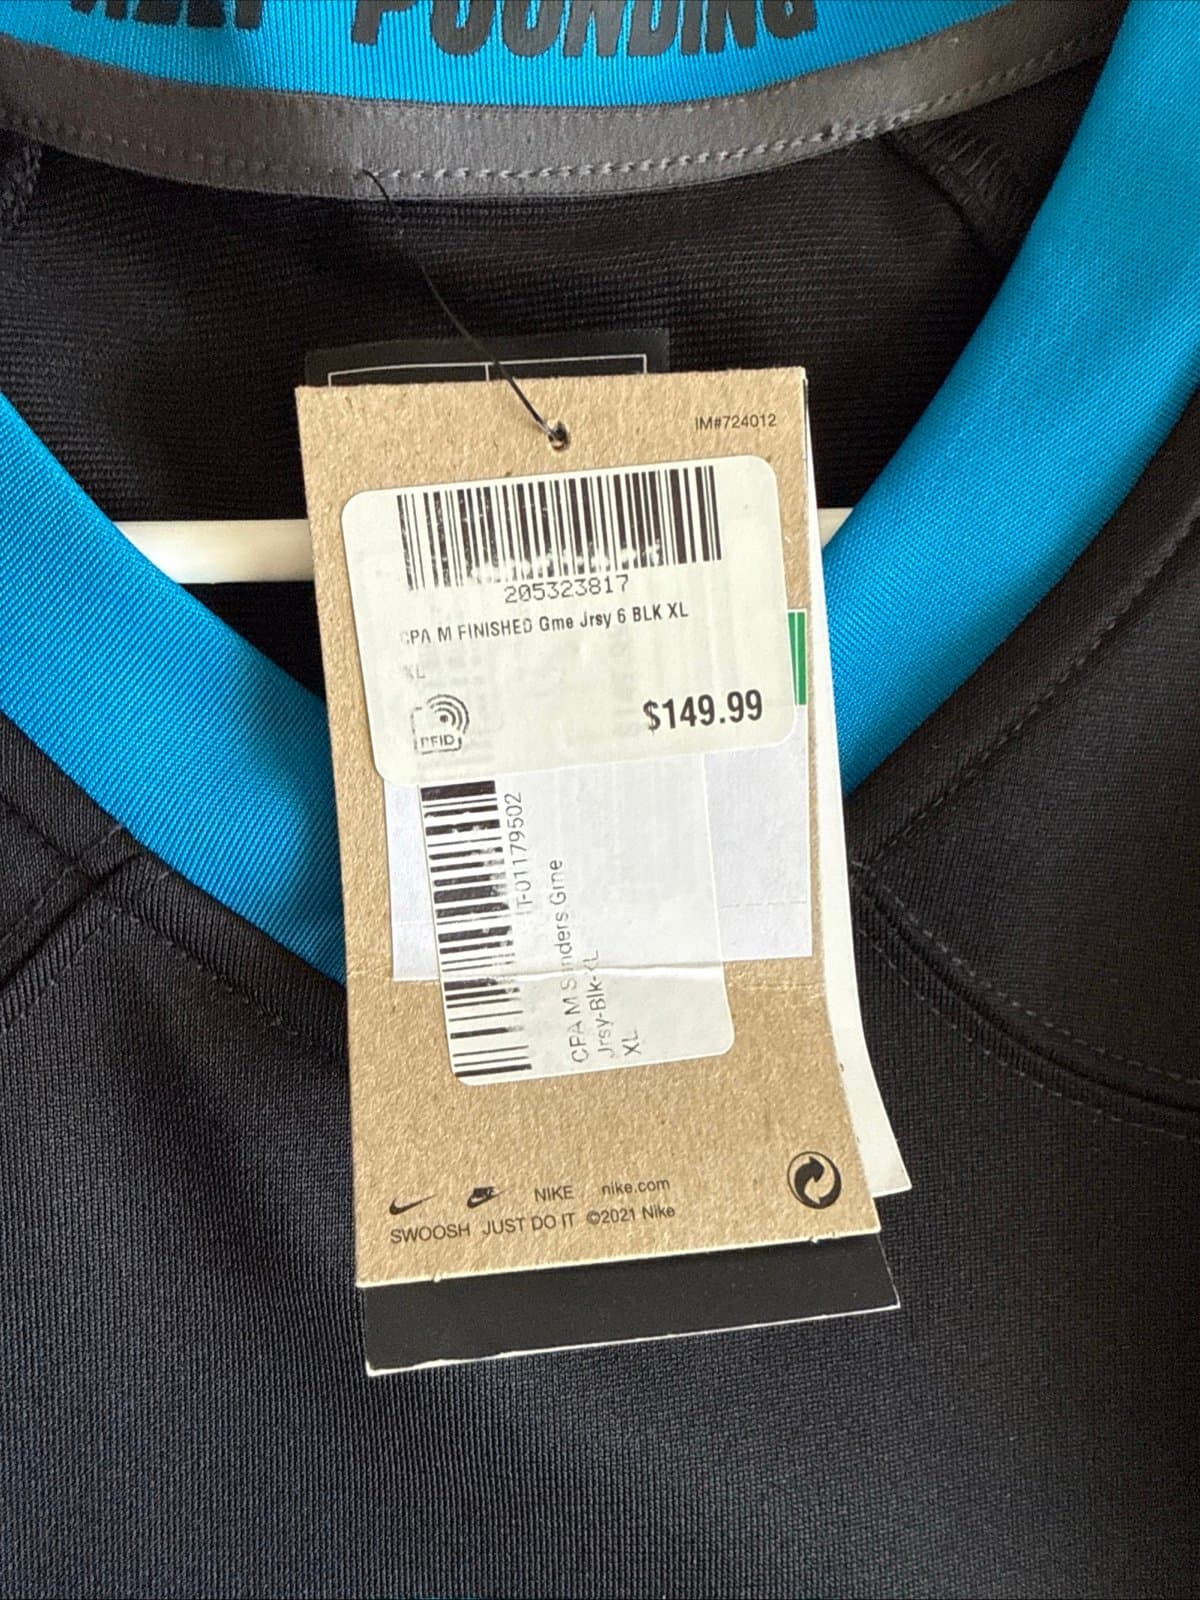 POUNDING
IM#724012
205323817
CPA M FINISHED Gme Jrsy 6 BLK XL
XL
RFID
$149.99
T-01179502
CPA M Sanders Gme
Jrsy-Blk-XL
XL
NIKE nike.com
SWOOSH JUST DO IT ©2021 Nike